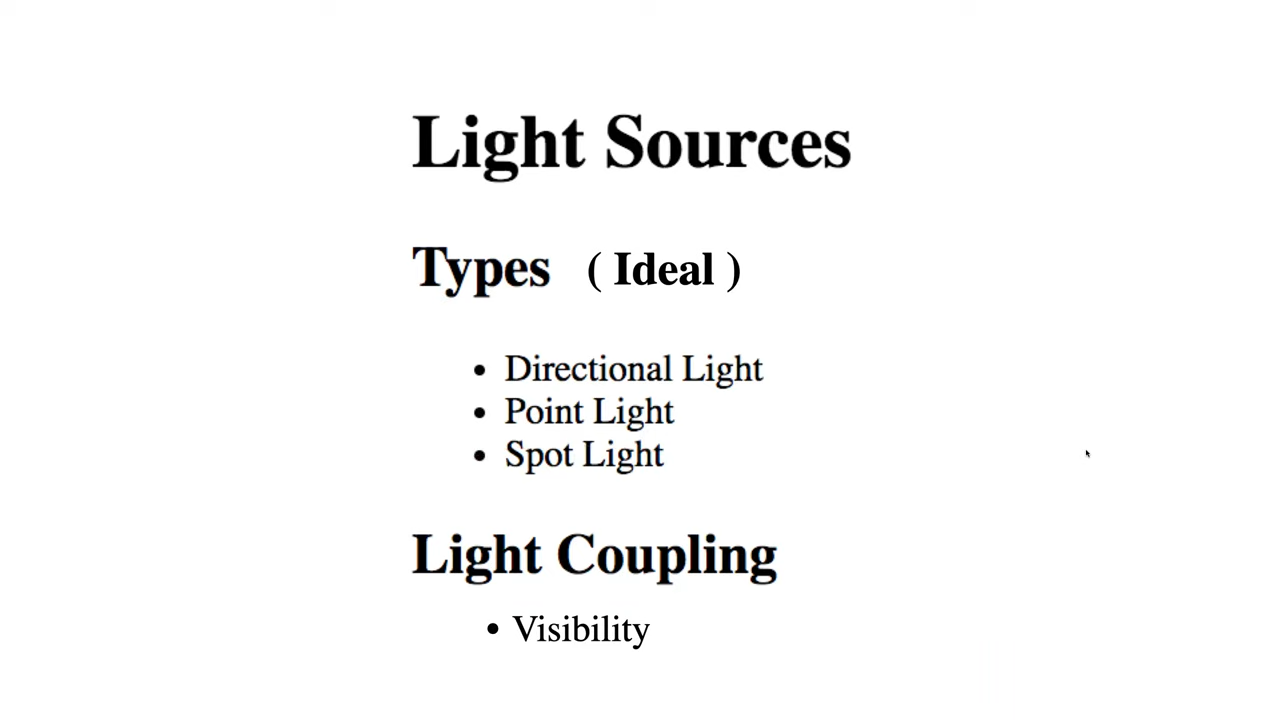 Light Sources
Types ( Ideal )
• Directional Light
• Point Light
• Spot Light
Light Coupling
• Visibility